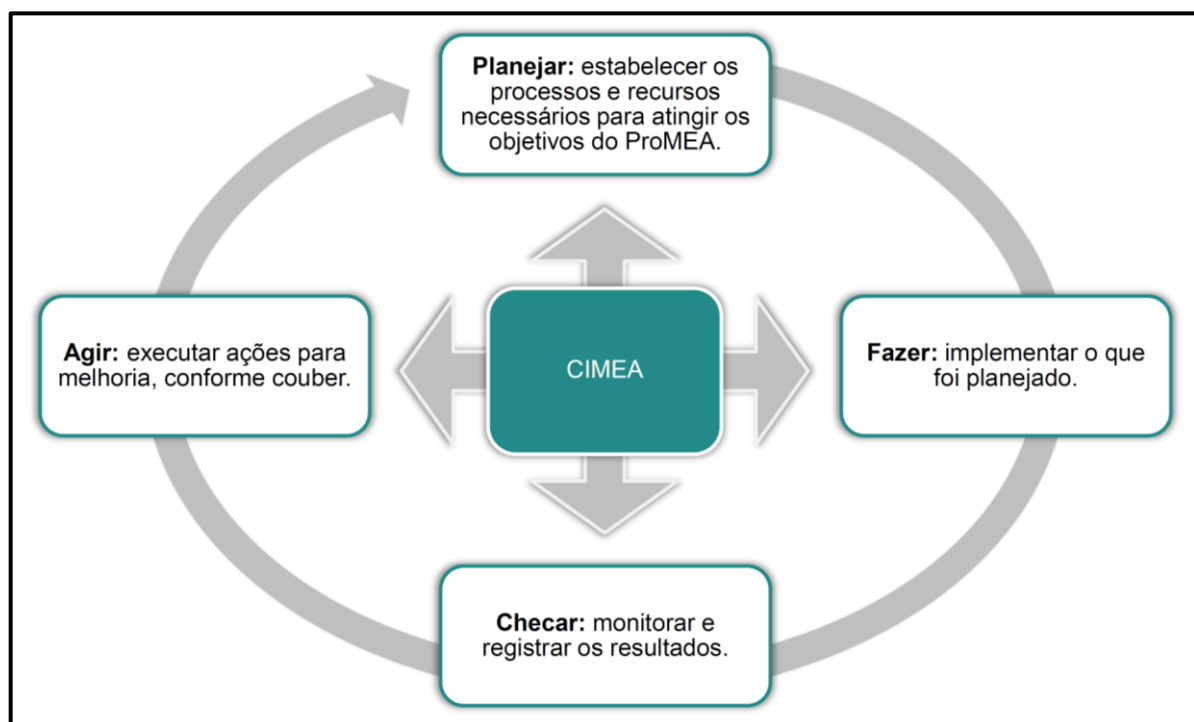 Planejar: estabelecer os
processos e recursos
necessários para atingir os
objetivos do ProMEA.
Agir: executar ações para
melhoria, conforme couber.
CIMEA
Fazer: implementar o que
foi planejado.
Checar: monitorar e
registrar os resultados.